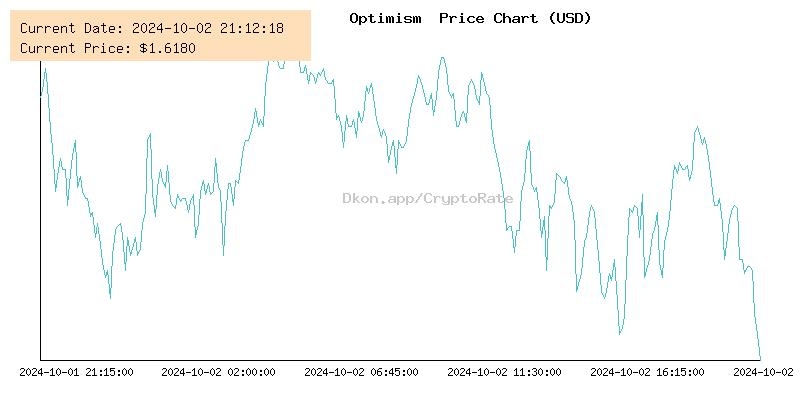 Optimism Price Chart (USD)
Current Date: 2024-10-02 21:12:18
Current Price: $1.6180
Dkon.app/CryptoRate
2024-10-01 21:15:00 2024-10-02 02:00:00 2024-10-02 06:45:00 2024-10-02 11:30:00 2024-10-02 16:15:00 2024-10-02